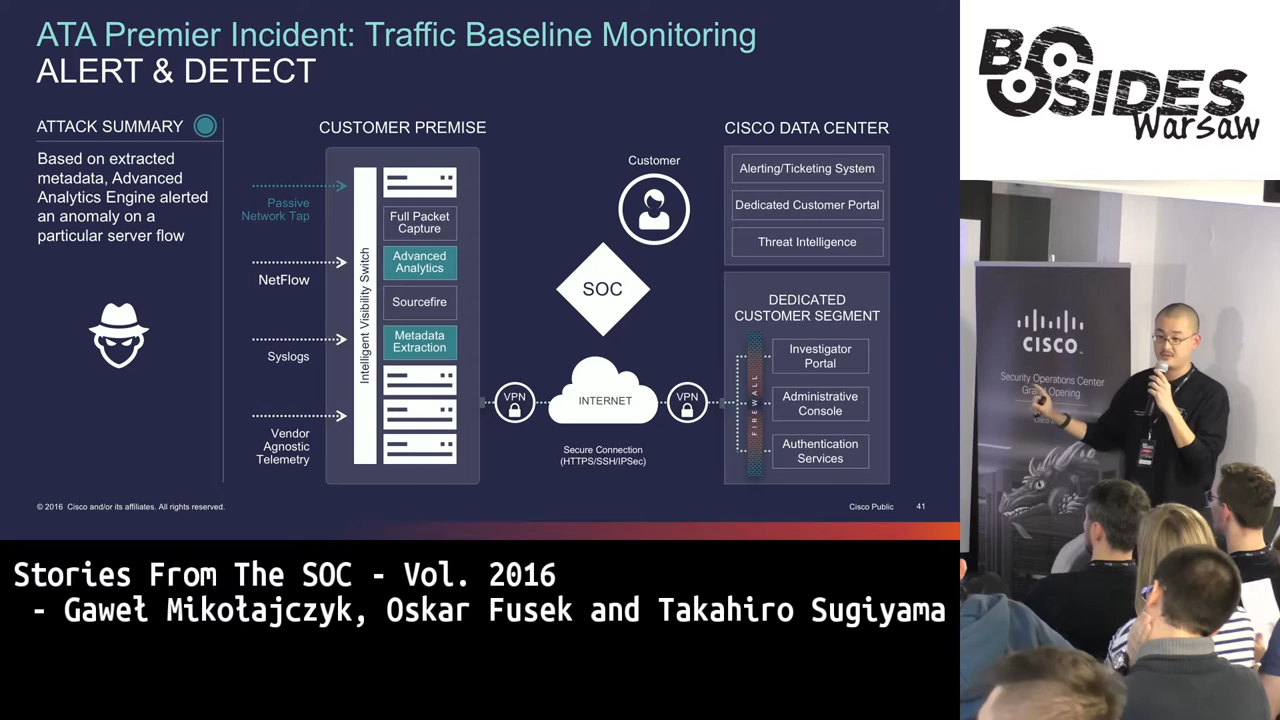 ATA Premier Incident: Traffic Baseline Monitoring
ALERT & DETECT
ATTACK SUMMARY
Based on extracted
metadata, Advanced
Analytics Engine alerted
an anomaly on a
particular server flow
Passive
Network Tap
NetFlow
Syslogs
Vendor
Agnostic
Telemetry
CUSTOMER PREMISE
Intelligent Visibility Switch
Full Packet
Capture
Advanced
Analytics
Sourcefire
Metadata
Extraction
VPN
Customer
SOC
INTERNET
Secure Connection
(HTTPS/SSH/IPSec)
VPN
CISCO DATA CENTER
Alerting/Ticketing System
Dedicated Customer Portal
Threat Intelligence
DEDICATED
CUSTOMER SEGMENT
FIREWALL
Investigator
Portal
Administrative
Console
Authentication
Services
© 2016 Cisco and/or its affiliates. All rights reserved.
Cisco Public
41
BSIDES
Warsaw
CISCO
Security Operations Center
Grand Opening
Stories From The SOC - Vol. 2016
- Gaweł Mikołajczyk, Oskar Fusek and Takahiro Sugiyama